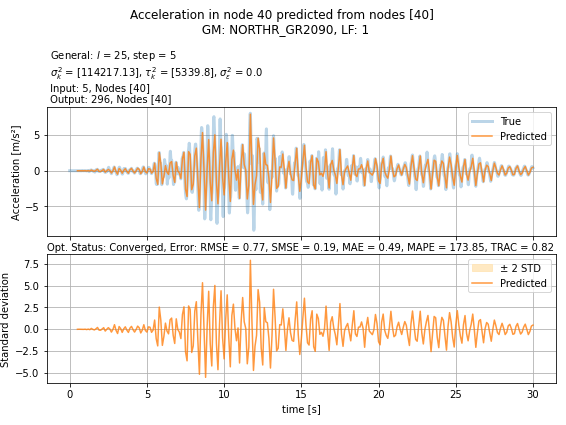 Acceleration in node 40 predicted from nodes [40]
GM: NORTHR_GR2090, LF: 1
General: l = 25, step = 5
σ²ₖ = [114217.13], τ²ₖ = [5339.8], σ²ε = 0.0
Input: 5, Nodes [40]
Output: 296, Nodes [40]
Acceleration [m/s²]
5
0
−5
True
Predicted
Opt. Status: Converged, Error: RMSE = 0.77, SMSE = 0.19, MAE = 0.49, MAPE = 173.85, TRAC = 0.82
Standard deviation
7.5
5.0
2.5
0.0
−2.5
−5.0
± 2 STD
Predicted
0 5 10 15 20 25 30
time [s]